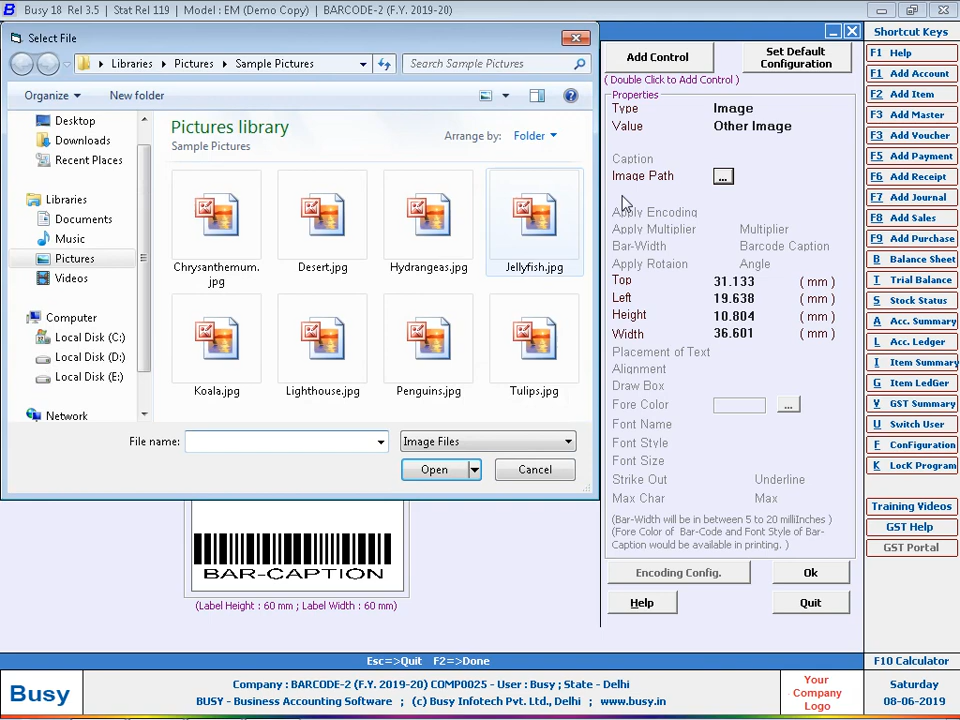 Busy 18 Rel 3.5 | Stat Rel 119 | Model : EM (Demo Copy) | BARCODE-2 (F.Y. 2019-20)
Select File
Libraries
Pictures
Sample Pictures
Search Sample Pictures
Organize
New folder
Desktop
Downloads
Recent Places
Libraries
Documents
Music
Pictures
Videos
Computer
Local Disk (C:)
Local Disk (D:)
Local Disk (E:)
Network
Pictures library
Sample Pictures
Arrange by: Folder
Chrysanthemum.
jpg
Desert.jpg
Hydrangeas.jpg
Jellyfish.jpg
Koala.jpg
Lighthouse.jpg
Penguins.jpg
Tulips.jpg
File name:
Image Files
Open
Cancel
BAR-CAPTION
(Label Height : 60 mm ; Label Width : 60 mm)
Add Control
Set Default
Configuration
( Double Click to Add Control )
Properties
Type Image
Value Other Image
Caption
Image Path ...
Apply Encoding
Apply Multiplier Multiplier
Bar-Width Barcode Caption
Apply Rotaion Angle
Top 31.133 ( mm )
Left 19.638 ( mm )
Height 10.804 ( mm )
Width 36.601 ( mm )
Placement of Text
Alignment
Draw Box
Fore Color ...
Font Name
Font Style
Font Size
Strike Out Underline
Max Char Max
(Bar-Width will be in between 5 to 20 milliInches )
(Fore Color of Bar-Code and Font Style of Bar-
Caption would be available in printing. )
Encoding Config.
Ok
Help
Quit
Shortcut Keys
F1 Help
F1 Add Account
F2 Add Item
F3 Add Master
F3 Add Voucher
F5 Add Payment
F6 Add Receipt
F7 Add Journal
F8 Add Sales
F9 Add Purchase
B Balance Sheet
T Trial Balance
S Stock Status
A Acc. Summary
L Acc. Ledger
I Item Summary
G Item LedGer
V GST Summary
U Switch User
F Configuration
K LocK Program
Training Videos
GST Help
GST Portal
Esc=>Quit F2=>Done
F10 Calculator
Busy
Company : BARCODE-2 (F.Y. 2019-20) COMP0025 - User : Busy ; State - Delhi
BUSY - Business Accounting Software ; (c) Busy Infotech Pvt. Ltd., Delhi ; www.busy.in
Your
Company
Logo
Saturday
08-06-2019